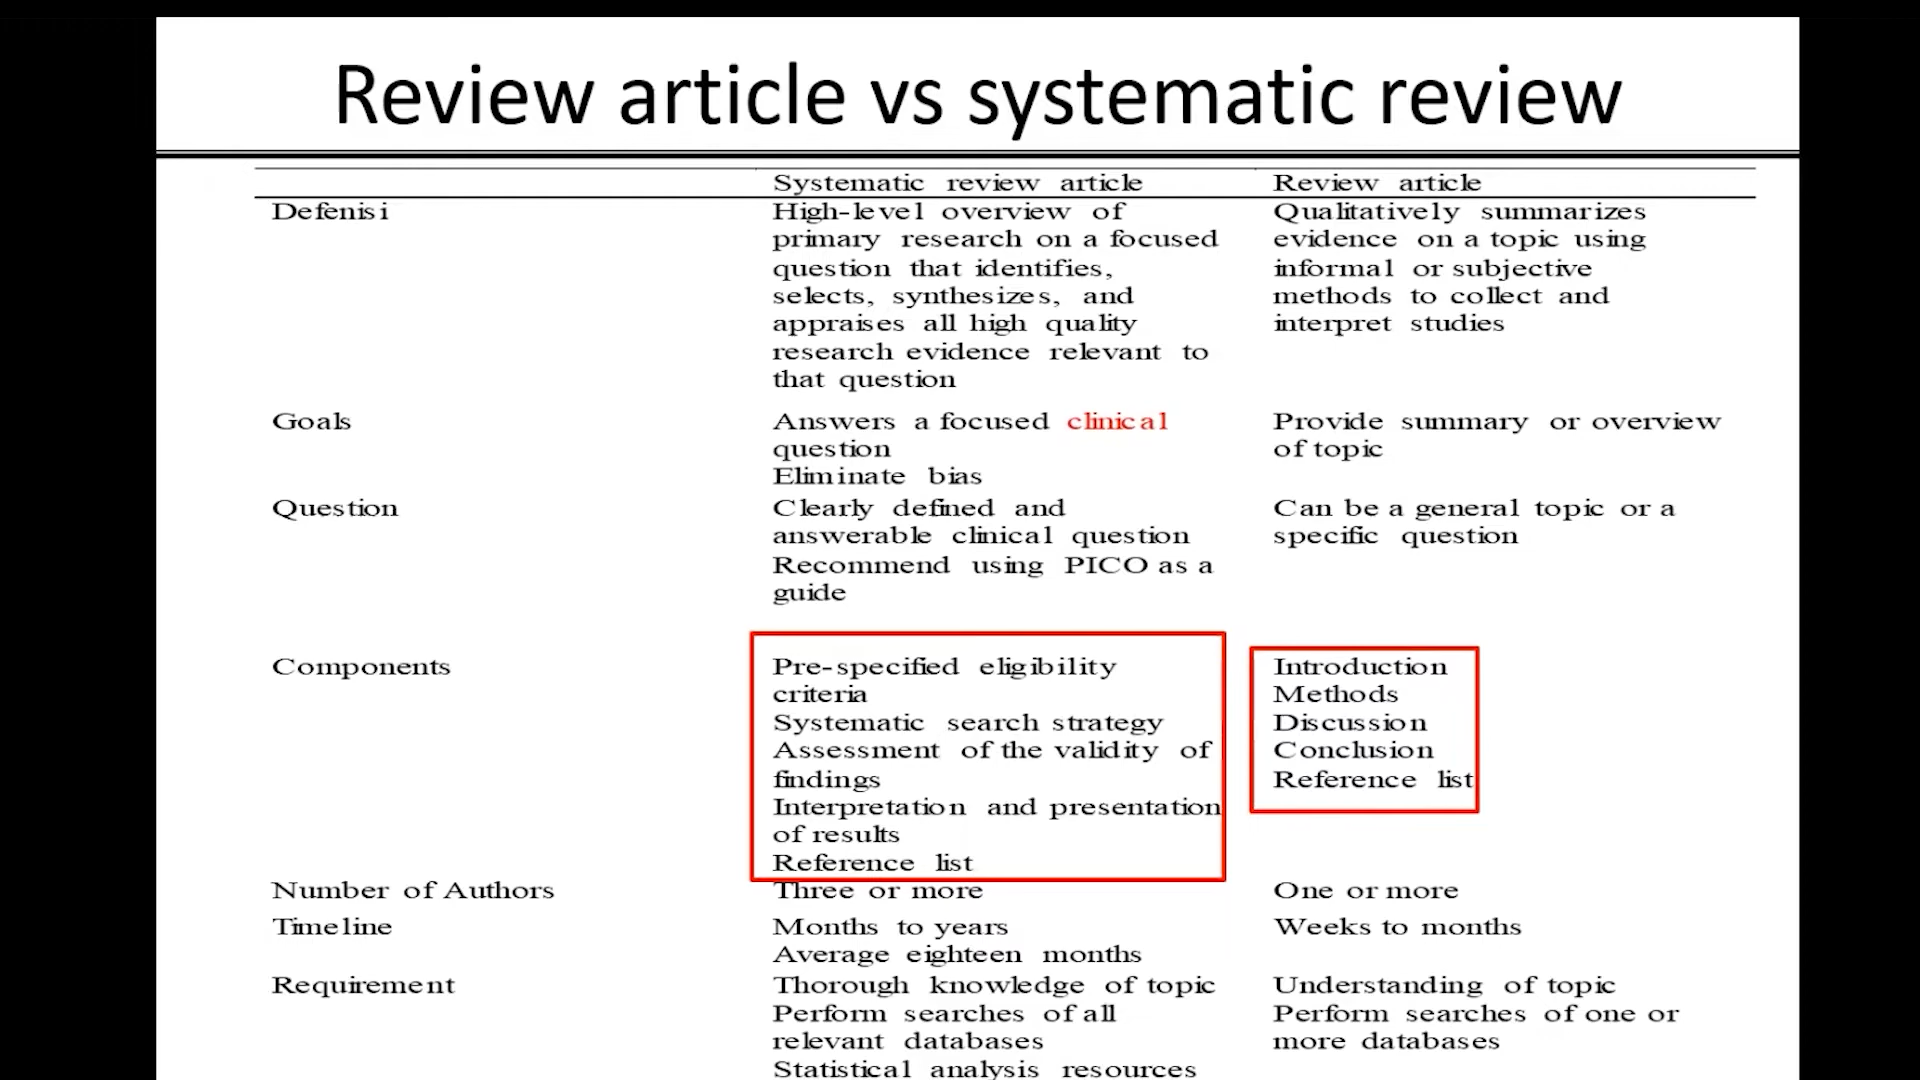 Review article vs systematic review
Systematic review article
Review article
Defenisi
High-level overview of
primary research on a focused
question that identifies,
selects, synthesizes, and
appraises all high quality
research evidence relevant to
that question
Qualitatively summarizes
evidence on a topic using
informal or subjective
methods to collect and
interpret studies
Goals
Answers a focused clinical
question
Eliminate bias
Provide summary or overview
of topic
Question
Clearly defined and
answerable clinical question
Recommend using PICO as a
guide
Can be a general topic or a
specific question
Components
Pre-specified eligibility
criteria
Systematic search strategy
Assessment of the validity of
findings
Interpretation and presentation
of results
Reference list
Introduction
Methods
Discussion
Conclusion
Reference list
Number of Authors
Three or more
One or more
Timeline
Months to years
Average eighteen months
Weeks to months
Requirement
Thorough knowledge of topic
Perform searches of all
relevant databases
Statistical analysis resources
Understanding of topic
Perform searches of one or
more databases